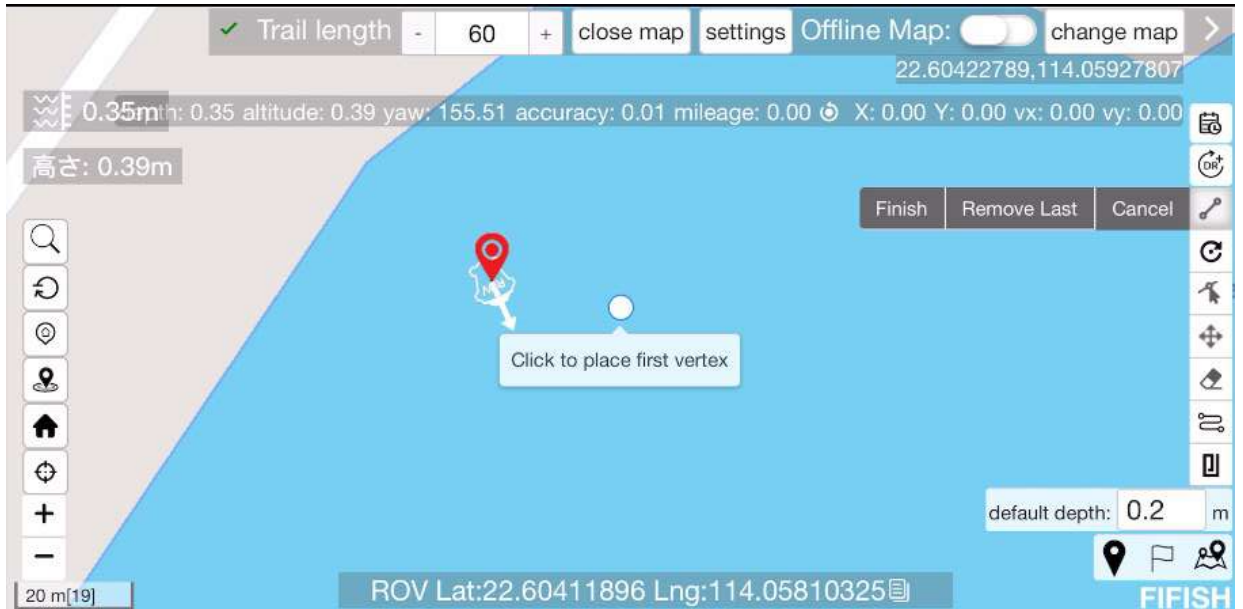 Trail length - 60 + close map settings Offline Map: change map
22.60422789,114.05927807
0.35m
: 0.35 altitude: 0.39 yaw: 155.51 accuracy: 0.01 mileage: 0.00 X: 0.00 Y: 0.00 vx: 0.00 vy: 0.00
高さ: 0.39m
DR+
Finish Remove Last Cancel
Click to place first vertex
default depth: 0.2 m
20 m[19]
ROV Lat:22.60411896 Lng:114.05810325
FIFISH